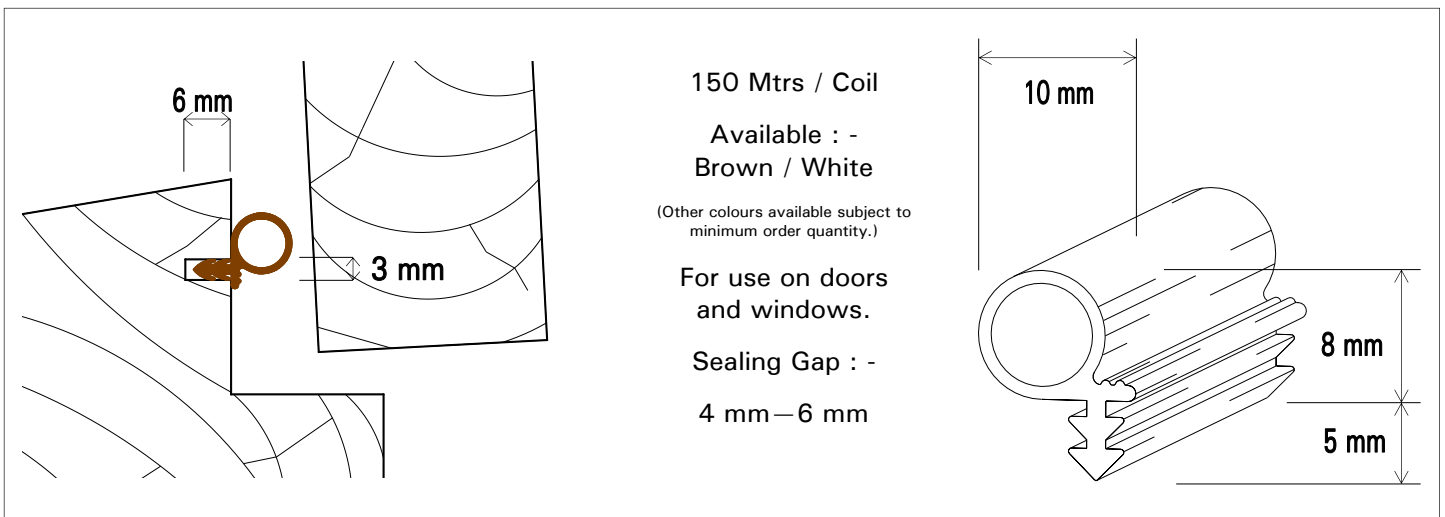 6 mm
3 mm
150 Mtrs / Coil
Available : -
Brown / White
(Other colours available subject to
minimum order quantity.)
For use on doors
and windows.
Sealing Gap : -
4 mm—6 mm
10 mm
8 mm
5 mm